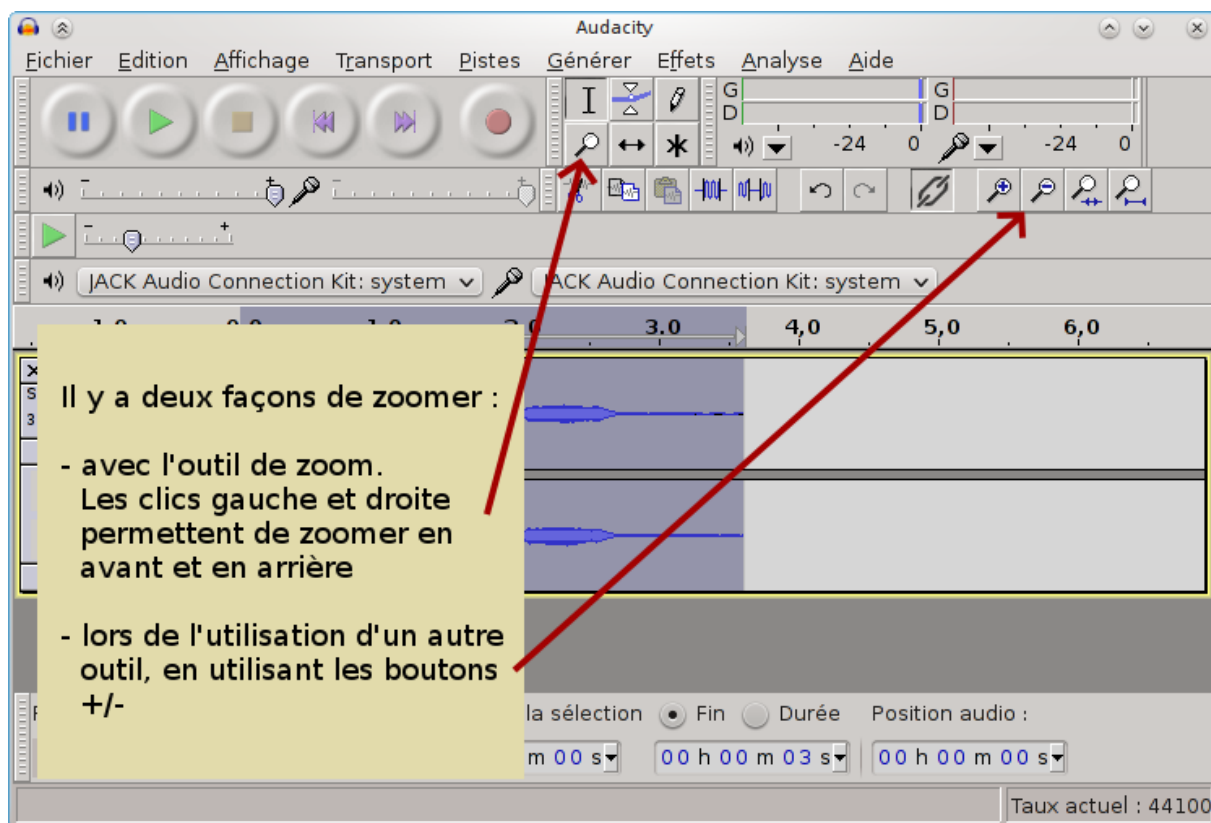 Audacity
Fichier Edition Affichage Transport Pistes Générer Effets Analyse Aide
G G
D D
-24 0 -24 0
- + -
- +
JACK Audio Connection Kit: system JACK Audio Connection Kit: system
3.0 4,0 5,0 6,0
Il y a deux façons de zoomer :
- avec l'outil de zoom.
Les clics gauche et droite
permettent de zoomer en
avant et en arrière
- lors de l'utilisation d'un autre
outil, en utilisant les boutons
+/-
la sélection Fin Durée Position audio :
m 00 s 00 h 00 m 03 s 00 h 00 m 00 s
Taux actuel : 44100